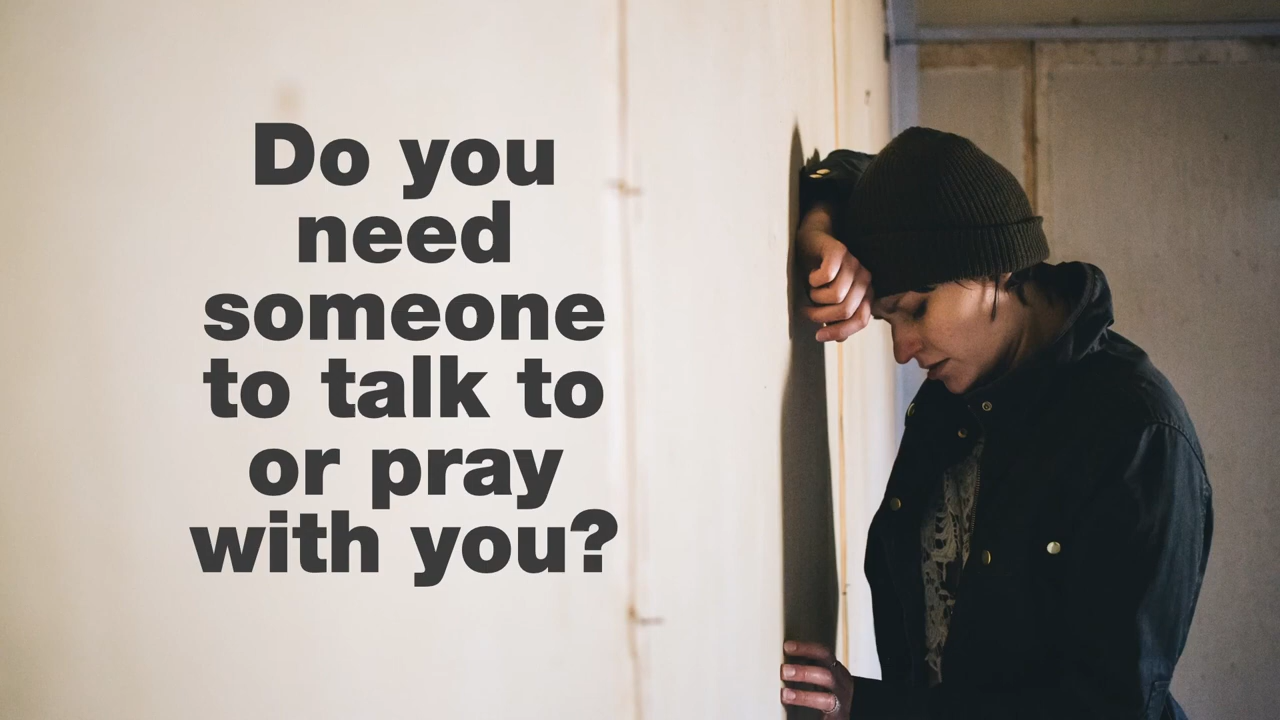 Do you
need
someone
to talk to
or pray
with you?